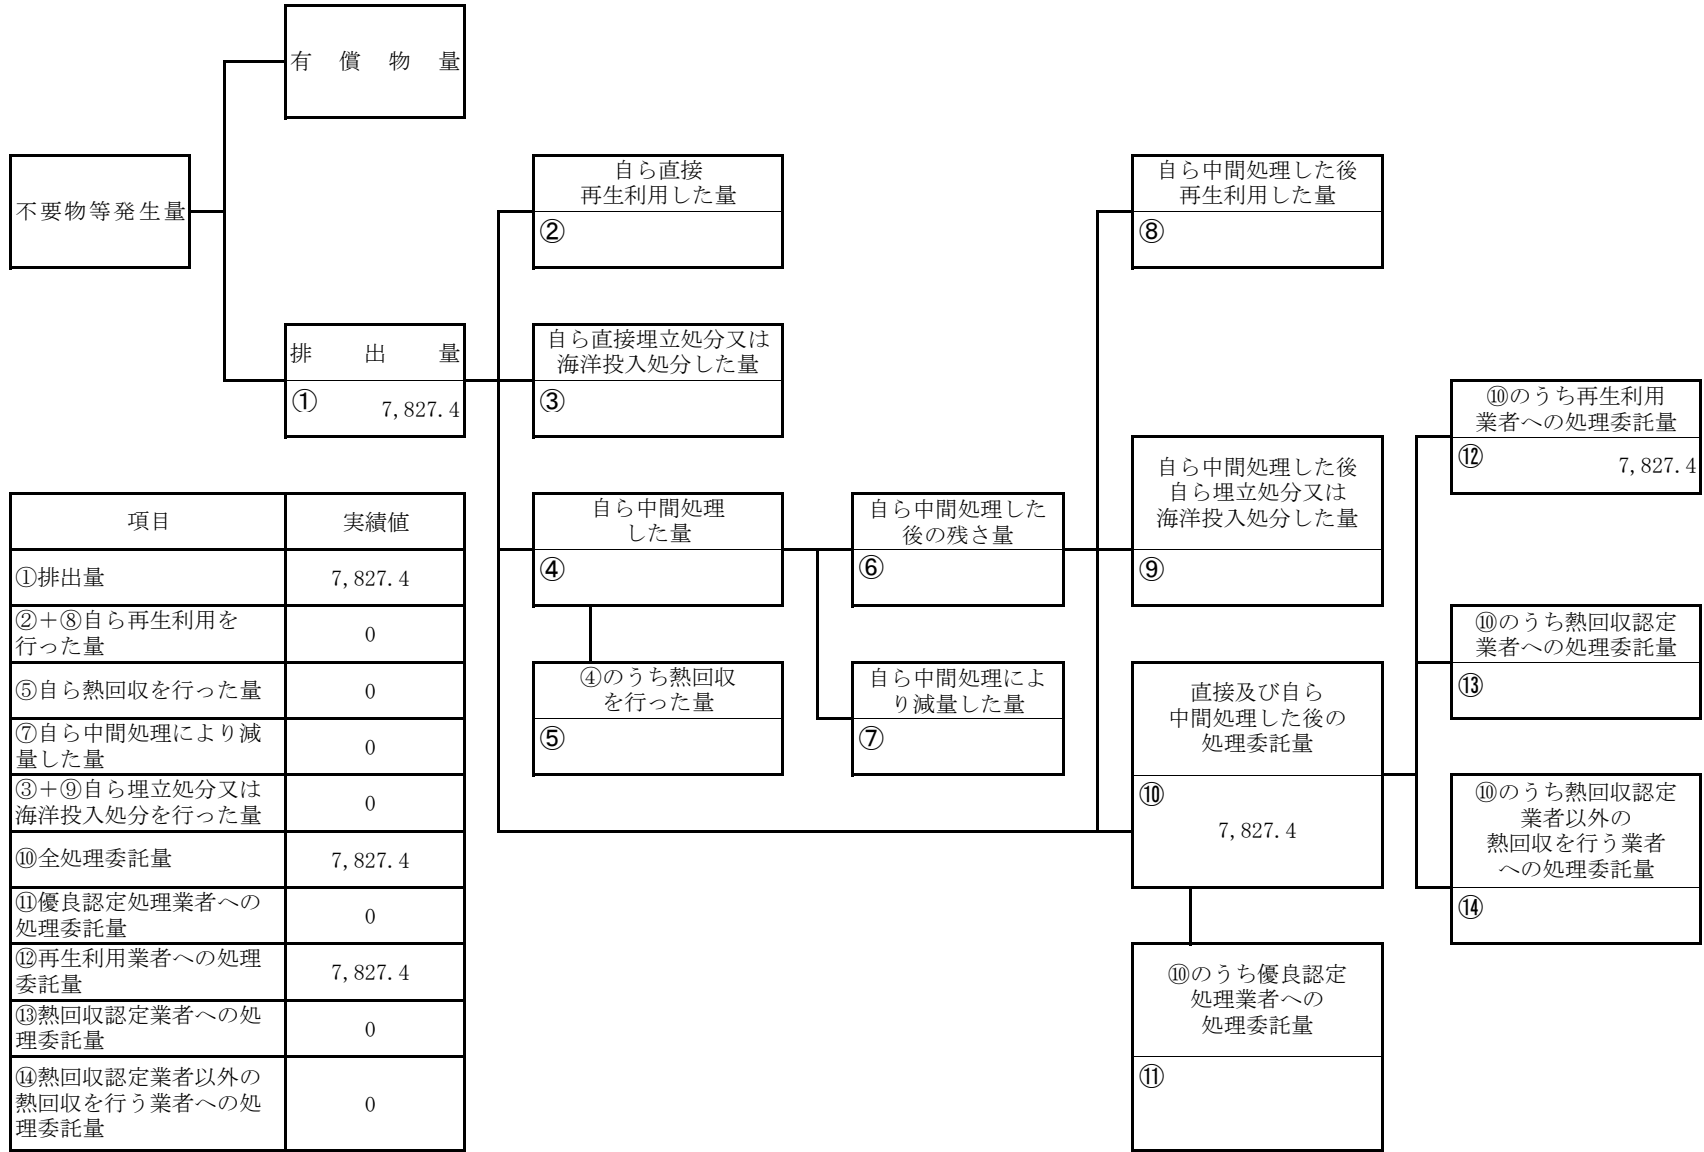 有償物量
不要物等発生量
排出量
① 7,827.4
自ら直接
再生利用した量
②
自ら直接埋立処分又は
海洋投入処分した量
③
自ら中間処理
した量
④
④のうち熱回収
を行った量
⑤
自ら中間処理した
後の残さ量
⑥
自ら中間処理によ
り減量した量
⑦
自ら中間処理した後
再生利用した量
⑧
自ら中間処理した後
自ら埋立処分又は
海洋投入処分した量
⑨
直接及び自ら
中間処理した後の
処理委託量
⑩
7,827.4
⑩のうち優良認定
処理業者への
処理委託量
⑪
⑩のうち再生利用
業者への処理委託量
⑫ 7,827.4
⑩のうち熱回収認定
業者への処理委託量
⑬
⑩のうち熱回収認定
業者以外の
熱回収を行う業者
への処理委託量
⑭
項目 実績値
①排出量 7,827.4
②＋⑧自ら再生利用を
行った量 0
⑤自ら熱回収を行った量 0
⑦自ら中間処理により減
量した量 0
③＋⑨自ら埋立処分又は
海洋投入処分を行った量 0
⑩全処理委託量 7,827.4
⑪優良認定処理業者への
処理委託量 0
⑫再生利用業者への処理
委託量 7,827.4
⑬熱回収認定業者への処
理委託量 0
⑭熱回収認定業者以外の
熱回収を行う業者への処
理委託量 0